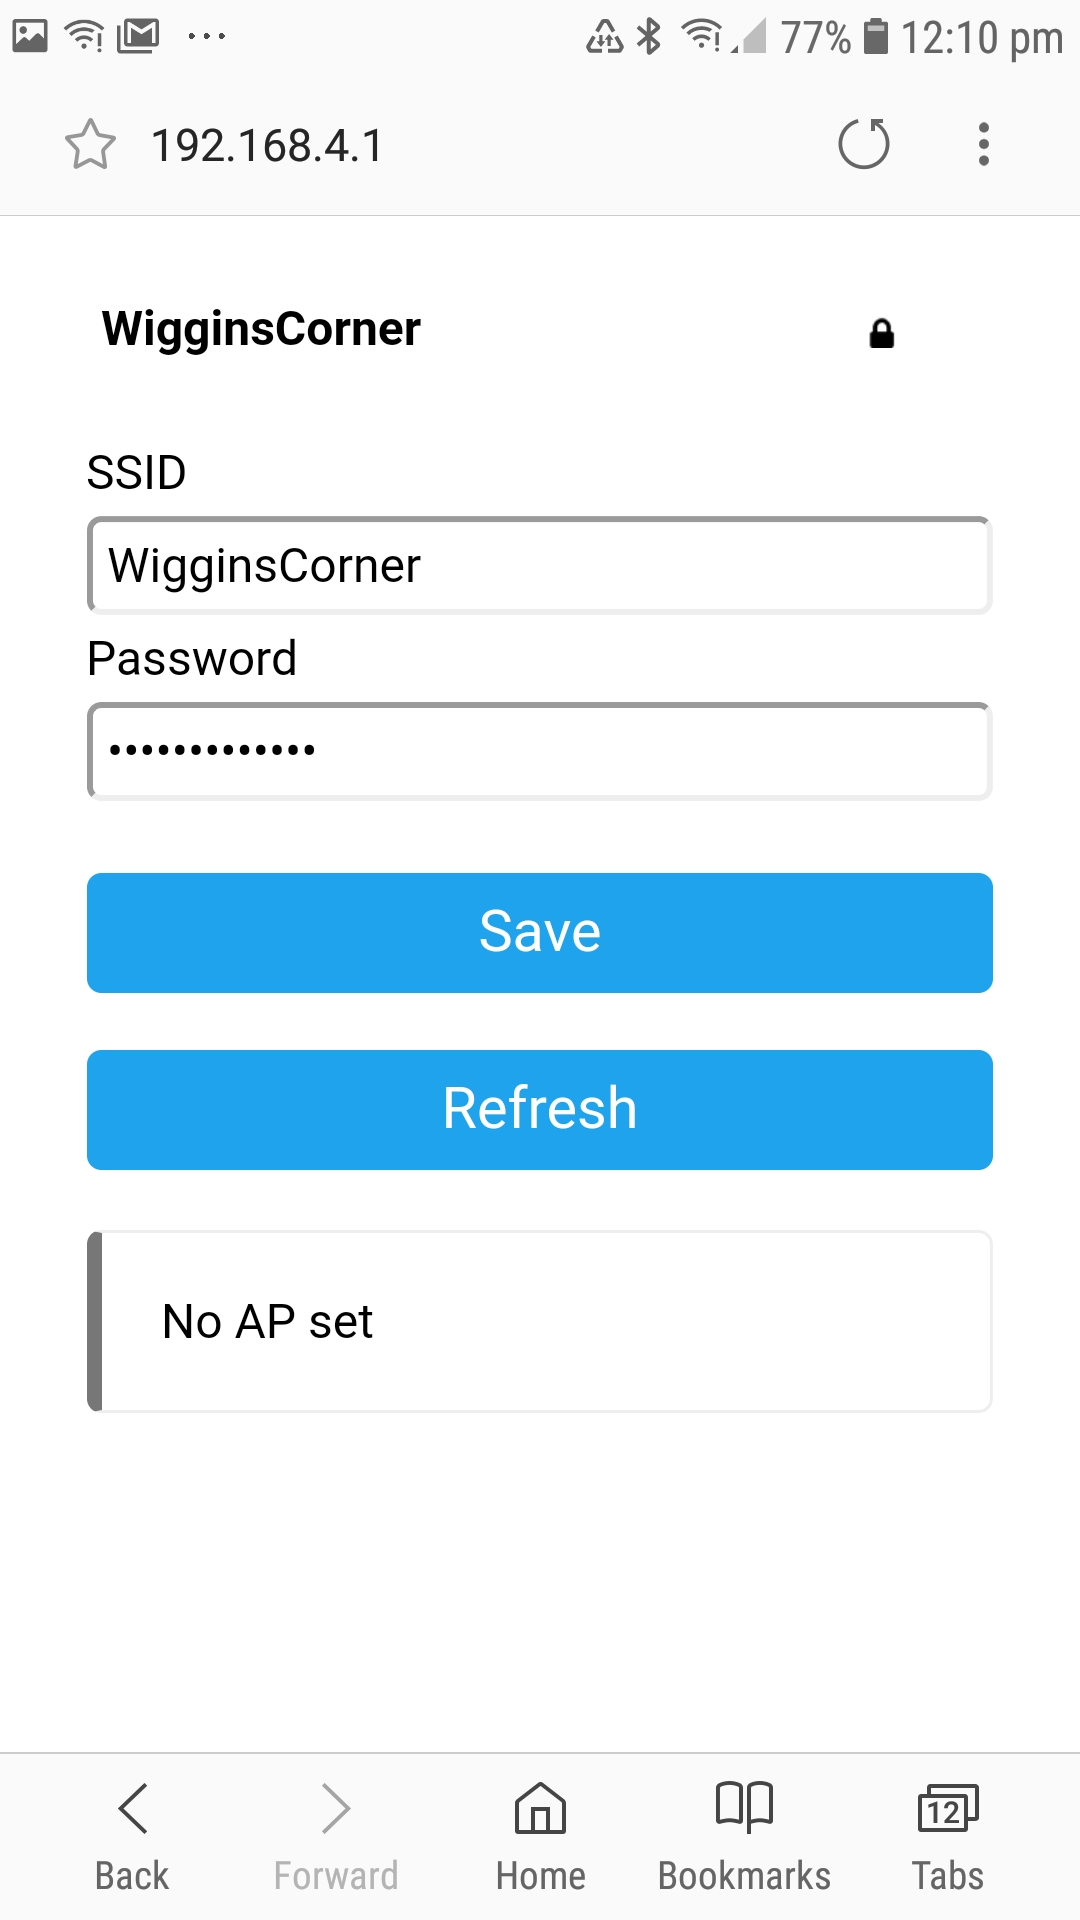 77% 12:10 pm
192.168.4.1
WigginsCorner
SSID
WigginsCorner
Password
•••••••••••••
Save
Refresh
No AP set
12
Back Forward Home Bookmarks Tabs